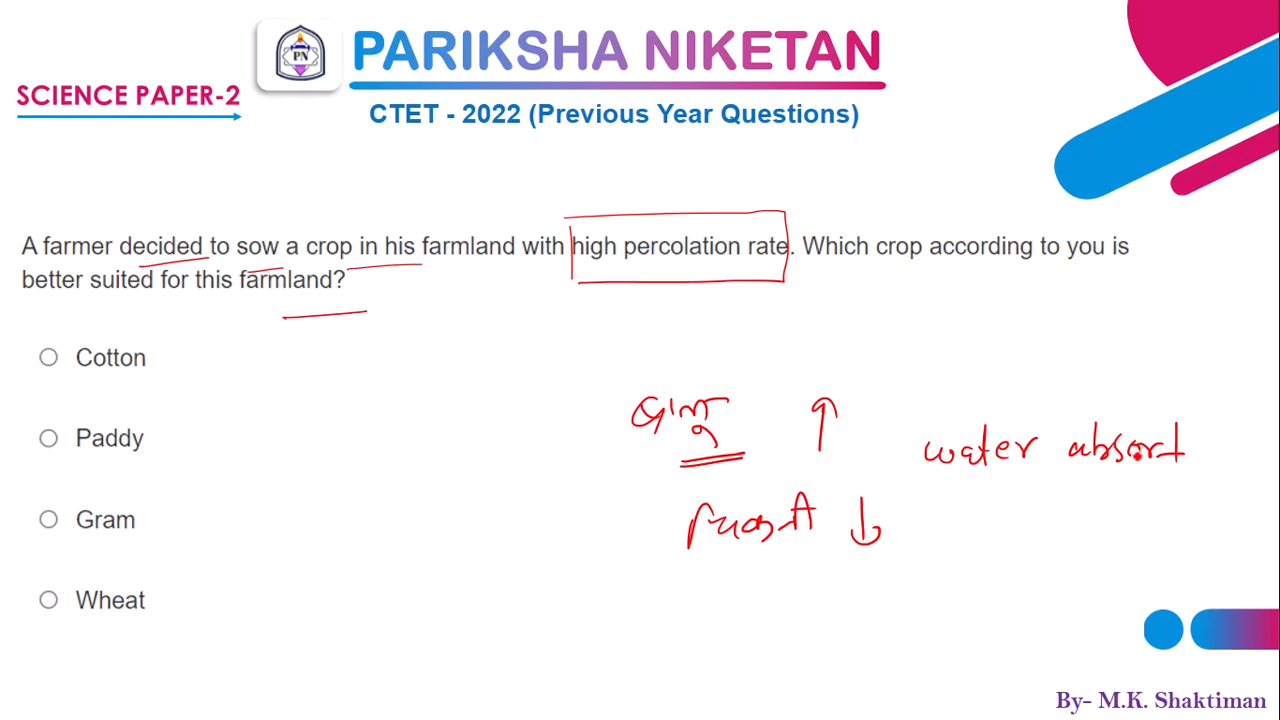 PN
PARIKSHA NIKETAN
SCIENCE PAPER-2
CTET - 2022 (Previous Year Questions)
A farmer decided to sow a crop in his farmland with high percolation rate. Which crop according to you is
better suited for this farmland?
Cotton
Paddy
Gram
Wheat
water absort
By- M.K. Shaktiman